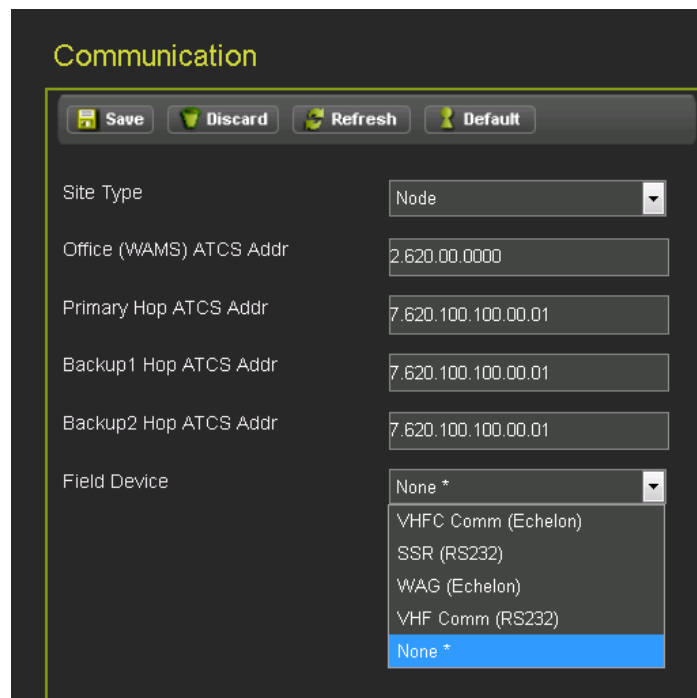 Communication
Save Discard Refresh Default
Site Type Node
Office (WAMS) ATCS Addr 2.620.00.0000
Primary Hop ATCS Addr 7.620.100.100.00.01
Backup1 Hop ATCS Addr 7.620.100.100.00.01
Backup2 Hop ATCS Addr 7.620.100.100.00.01
Field Device None *
VHFC Comm (Echelon)
SSR (RS232)
WAG (Echelon)
VHF Comm (RS232)
None *